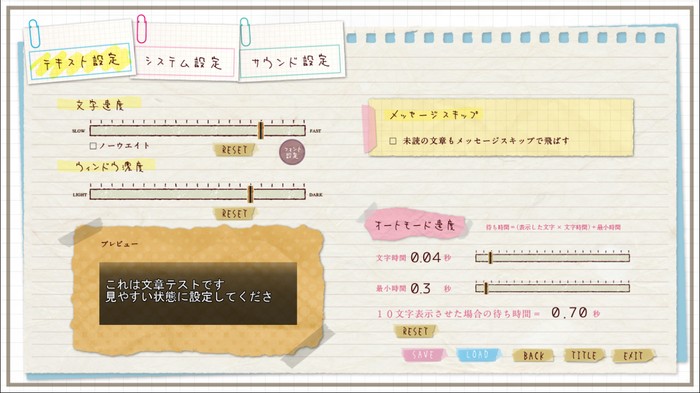 テキスト設定
システム設定
サウンド設定
文字速度
SLOW
FAST
□ ノーウエイト
RESET
フォント
設定
ウィンドウ濃度
LIGHT
DARK
RESET
プレビュー
これは文章テストです
見やすい状態に設定してくださ
メッセージスキップ
□ 未読の文章もメッセージスキップで飛ばす
オートモード速度
待ち時間=(表示した文字 × 文字時間)+最小時間
文字時間 0.04 秒
最小時間 0.3 秒
10文字表示させた場合の待ち時間= 0.70 秒
RESET
SAVE
LOAD
BACK
TITLE
EXIT